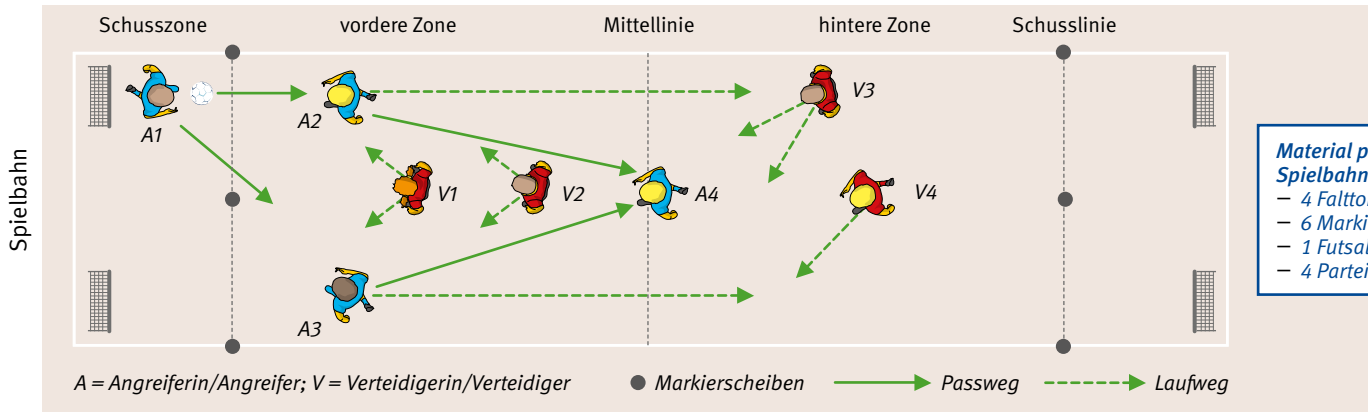 Schusszone vordere Zone Mittellinie hintere Zone Schusslinie
Spielbahn
A1
A2
A3
V1
V2
A4
V3
V4
Material p
Spielbahn
– 4 Faltto
– 6 Marki
– 1 Futsal
– 4 Partei
A = Angreiferin/Angreifer; V = Verteidigerin/Verteidiger Markierscheiben Passweg Laufweg